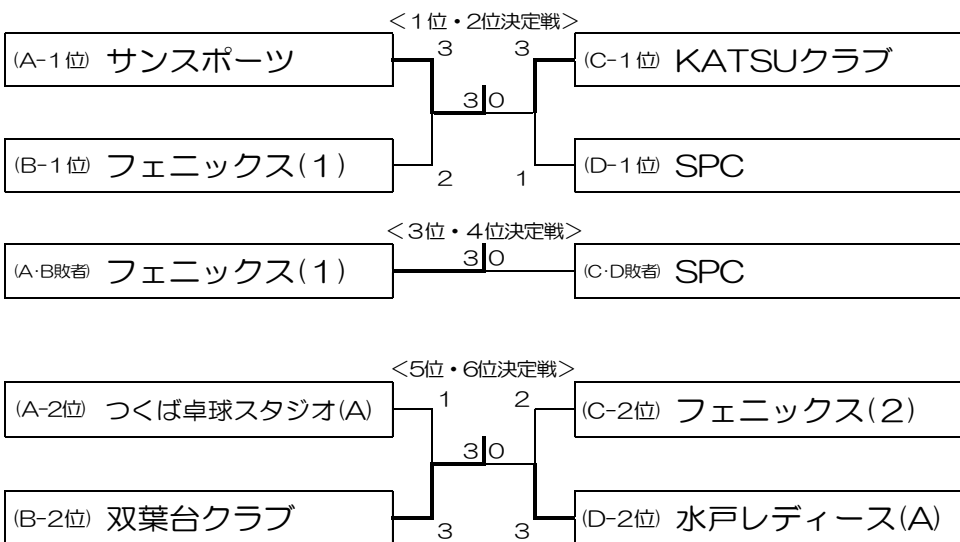 <１位・２位決定戦>
(A-1位) サンスポーツ 3 3 (C-1位) KATSUクラブ
3 0
(B-1位) フェニックス(1) 2 1 (D-1位) SPC
<３位・４位決定戦>
(A·B敗者) フェニックス(1) 3 0 (C·D敗者) SPC
<５位・６位決定戦>
(A-2位) つくば卓球スタジオ(A) 1 2 (C-2位) フェニックス(2)
3 0
(B-2位) 双葉台クラブ 3 3 (D-2位) 水戸レディース(A)